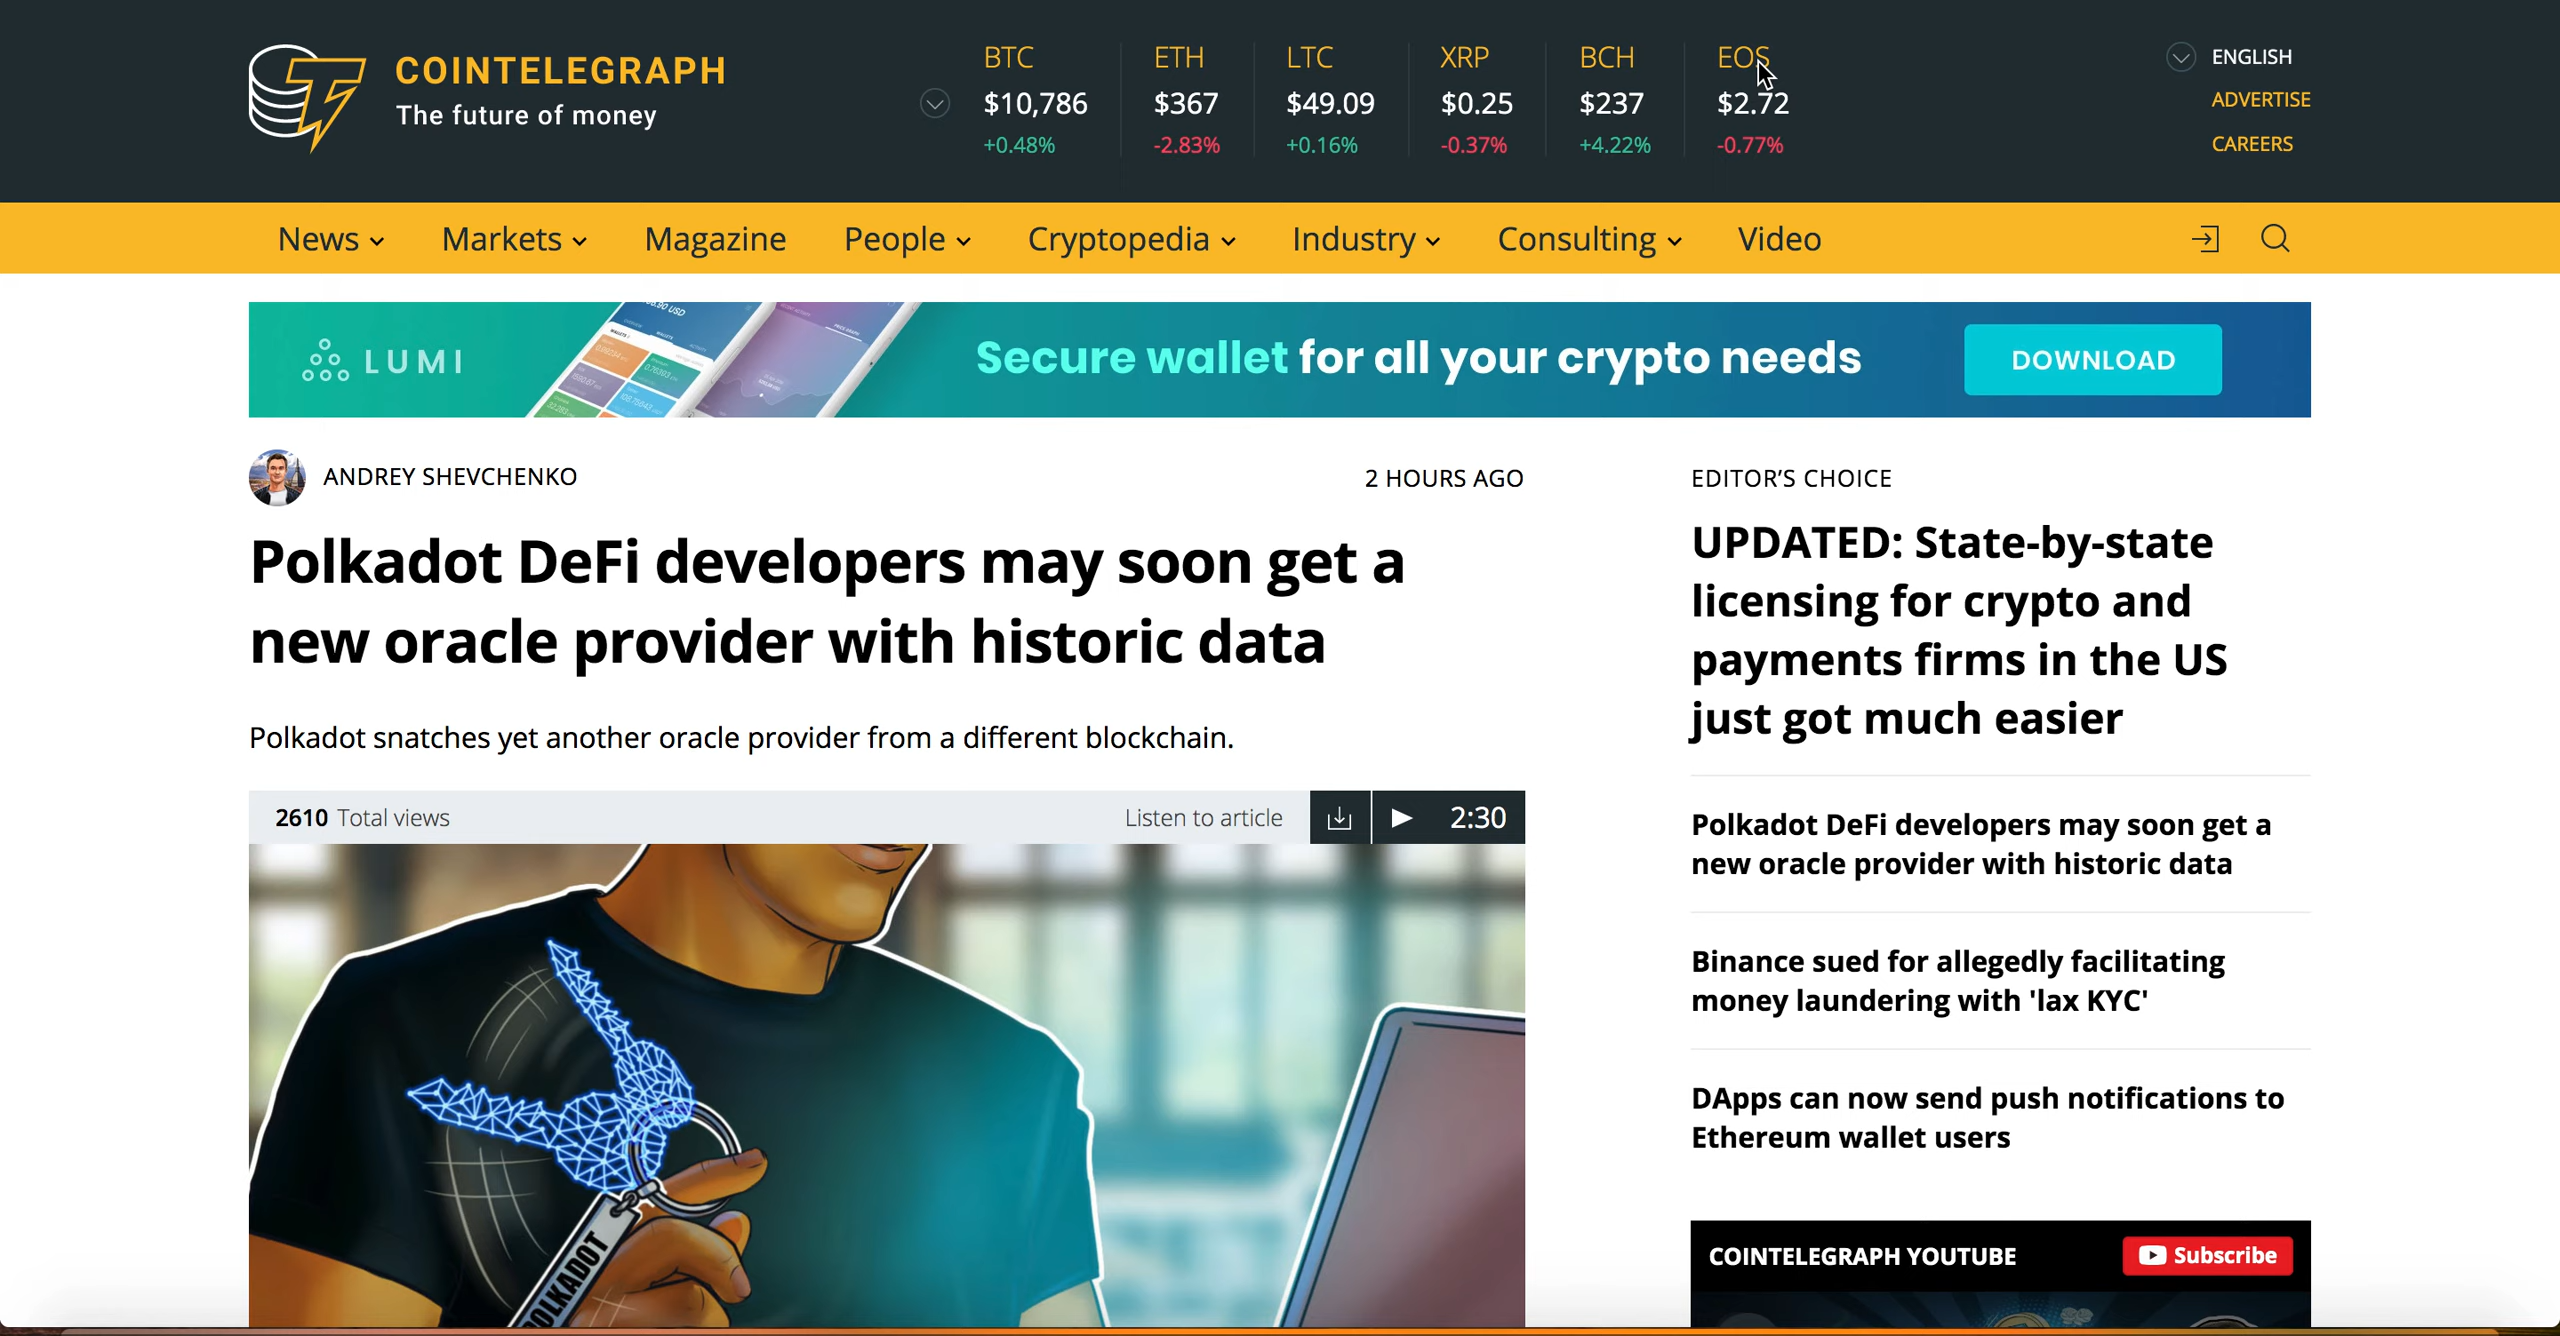 COINTELEGRAPH
The future of money
BTC ETH LTC XRP BCH EOS
$10,786 $367 $49.09 $0.25 $237 $2.72
+0.48% -2.83% +0.16% -0.37% +4.22% -0.77%
ENGLISH
ADVERTISE
CAREERS
News Markets Magazine People Cryptopedia Industry Consulting Video
LUMI
Secure wallet for all your crypto needs
DOWNLOAD
ANDREY SHEVCHENKO
2 HOURS AGO
Polkadot DeFi developers may soon get a
new oracle provider with historic data
Polkadot snatches yet another oracle provider from a different blockchain.
2610 Total views
Listen to article
2:30
EDITOR'S CHOICE
UPDATED: State-by-state
licensing for crypto and
payments firms in the US
just got much easier
Polkadot DeFi developers may soon get a
new oracle provider with historic data
Binance sued for allegedly facilitating
money laundering with 'lax KYC'
DApps can now send push notifications to
Ethereum wallet users
COINTELEGRAPH YOUTUBE
Subscribe